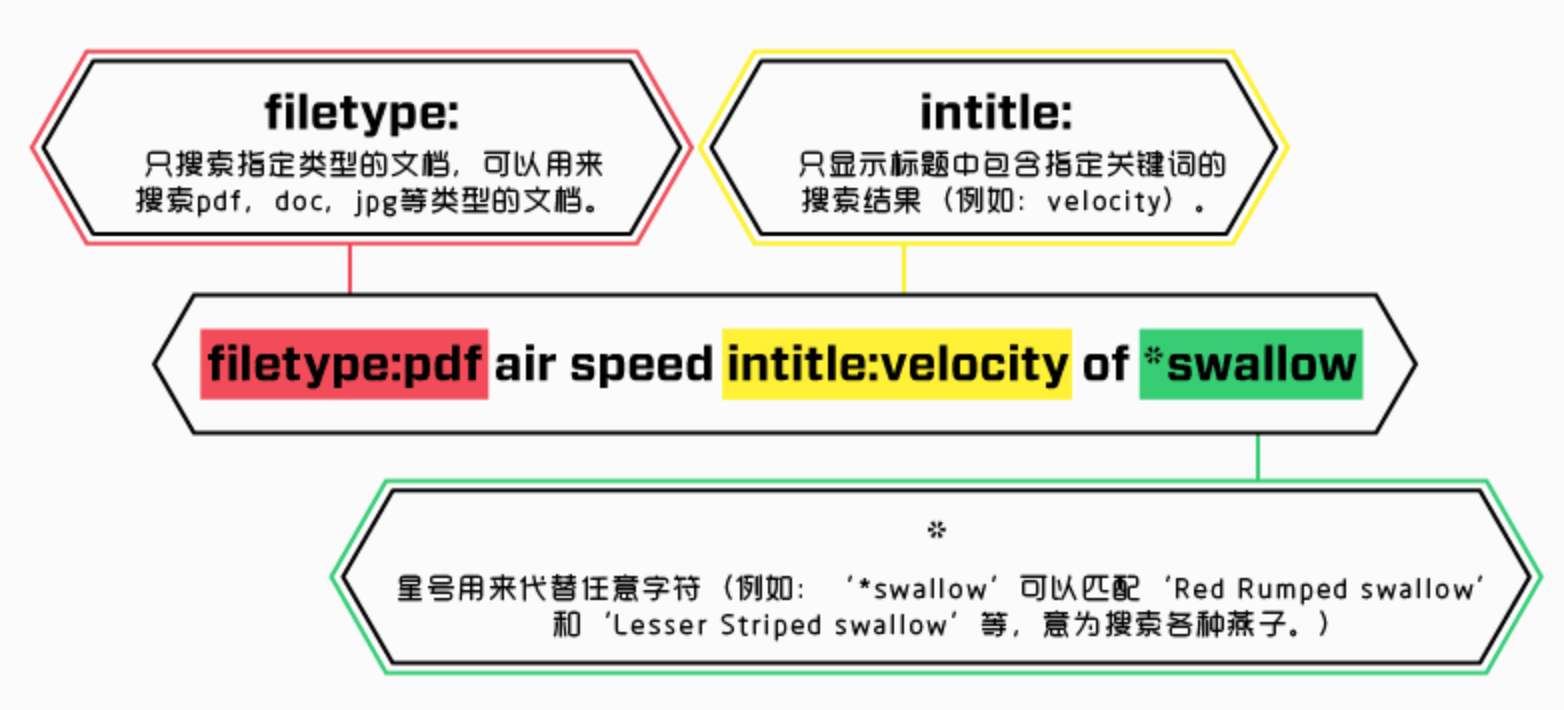 filetype:
只搜索指定类型的文档，可以用来
搜索pdf，doc，jpg等类型的文档。
intitle:
只显示标题中包含指定关键词的
搜索结果（例如：velocity）。
filetype:pdf air speed intitle:velocity of *swallow
*
星号用来代替任意字符（例如：‘*swallow’可以匹配‘Red Rumped swallow’
和‘Lesser Striped swallow’等，意为搜索各种燕子。）